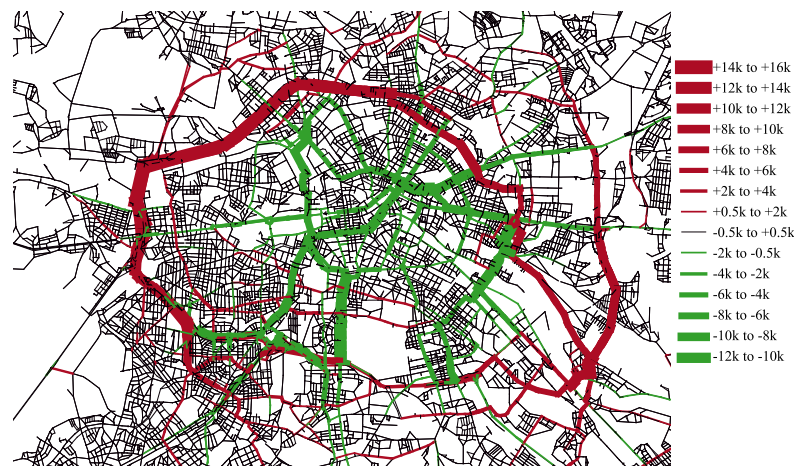 +14k to +16k
+12k to +14k
+10k to +12k
+8k to +10k
+6k to +8k
+4k to +6k
+2k to +4k
+0.5k to +2k
-0.5k to +0.5k
-2k to -0.5k
-4k to -2k
-6k to -4k
-8k to -6k
-10k to -8k
-12k to -10k